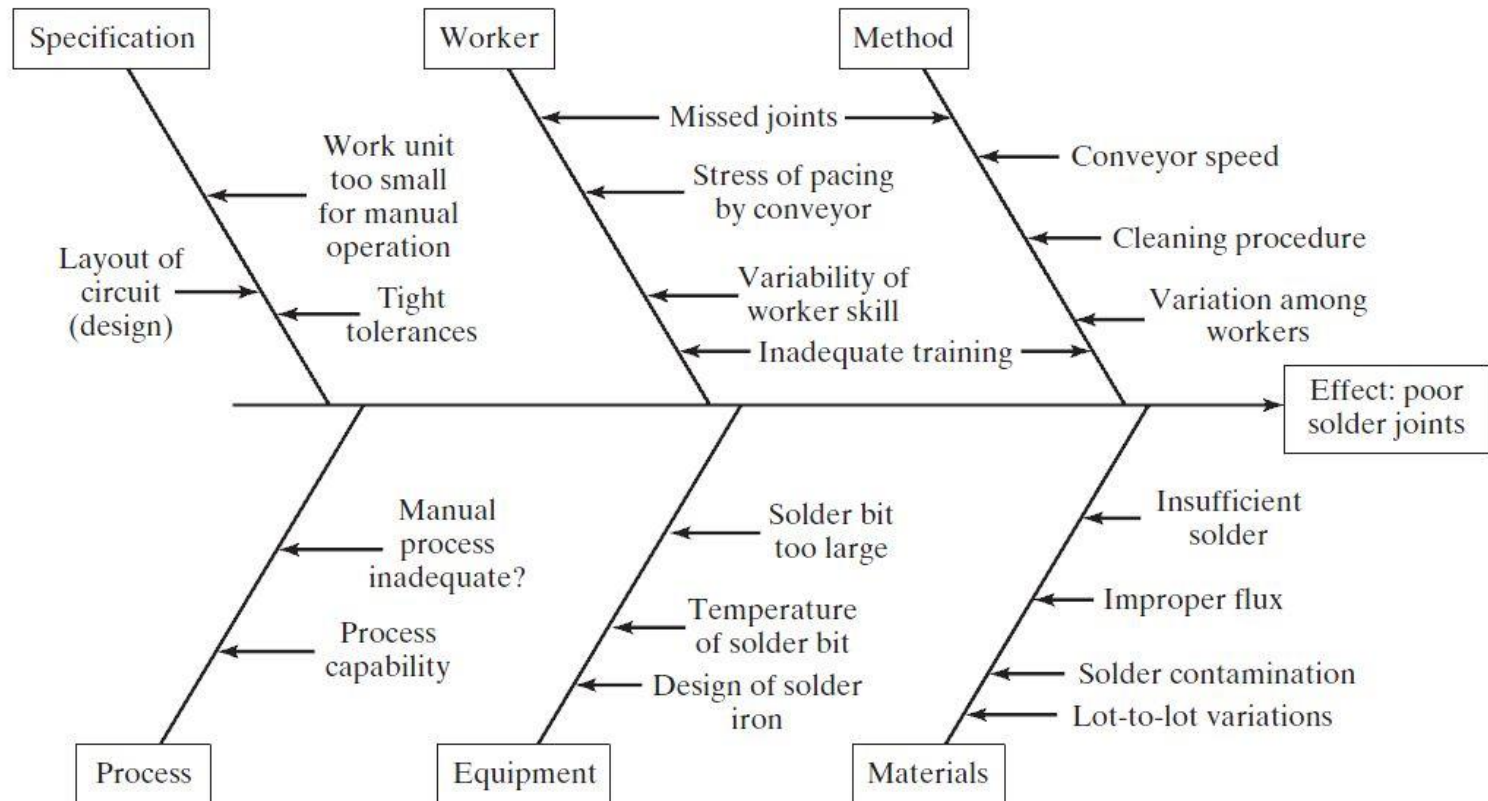 Specification
Worker
Method
Missed joints
Work unit
too small
for manual
operation
Stress of pacing
by conveyor
Conveyor speed
Cleaning procedure
Layout of
circuit
(design)
Tight
tolerances
Variability of
worker skill
Variation among
workers
Inadequate training
Effect: poor
solder joints
Manual
process
inadequate?
Solder bit
too large
Insufficient
solder
Process
capability
Temperature
of solder bit
Improper flux
Design of solder
iron
Solder contamination
Lot-to-lot variations
Process
Equipment
Materials